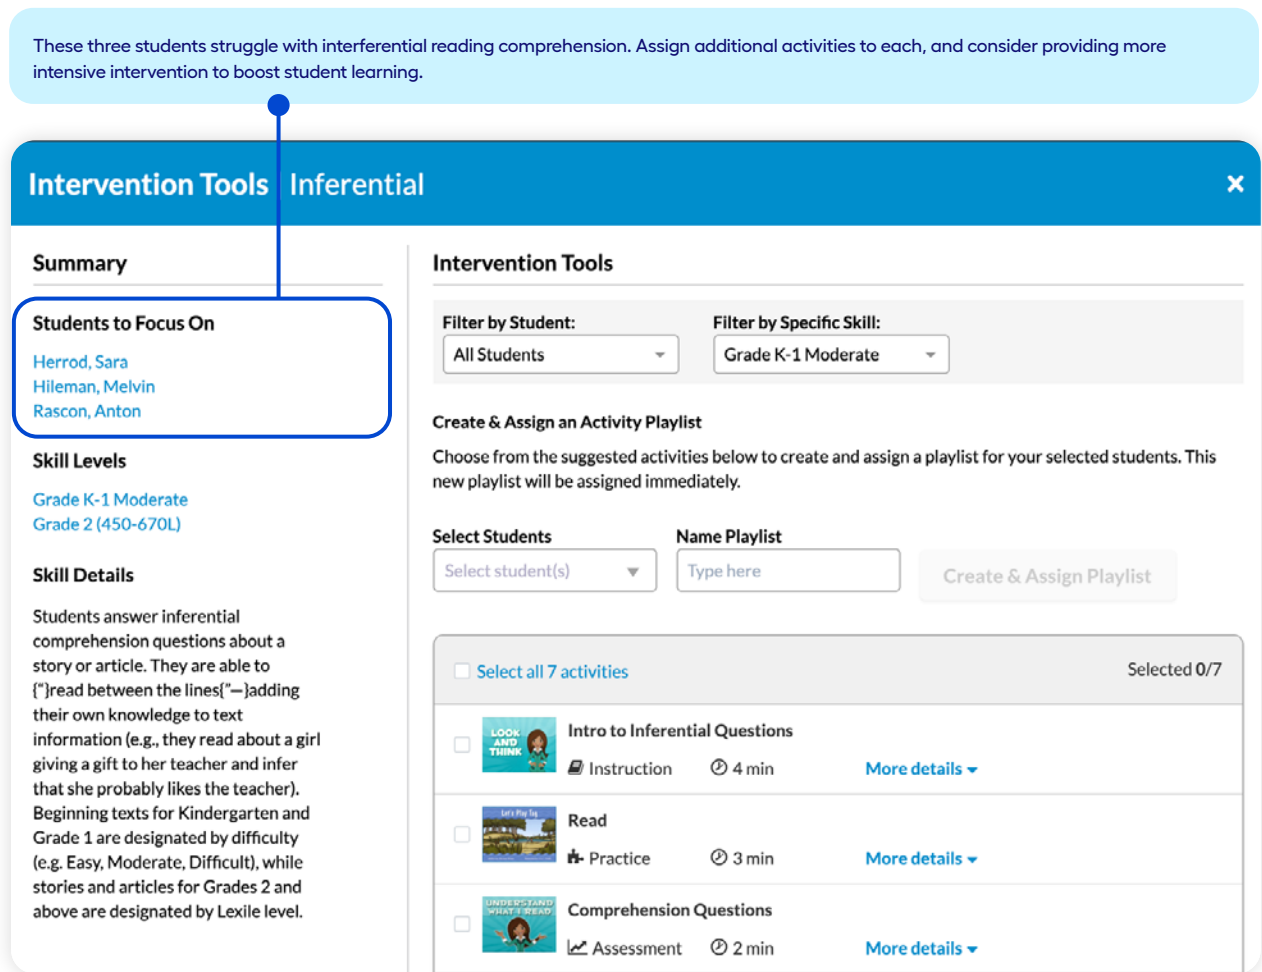 These three students struggle with interferential reading comprehension. Assign additional activities to each, and consider providing more
intensive intervention to boost student learning.
Intervention Tools Inferential
Summary
Students to Focus On
Herrod, Sara
Hileman, Melvin
Rascon, Anton
Skill Levels
Grade K-1 Moderate
Grade 2 (450-670L)
Skill Details
Students answer inferential
comprehension questions about a
story or article. They are able to
{"}read between the lines{"—}adding
their own knowledge to text
information (e.g., they read about a girl
giving a gift to her teacher and infer
that she probably likes the teacher).
Beginning texts for Kindergarten and
Grade 1 are designated by difficulty
(e.g. Easy, Moderate, Difficult), while
stories and articles for Grades 2 and
above are designated by Lexile level.
Intervention Tools
Filter by Student: Filter by Specific Skill:
All Students Grade K-1 Moderate
Create & Assign an Activity Playlist
Choose from the suggested activities below to create and assign a playlist for your selected students. This
new playlist will be assigned immediately.
Select Students Name Playlist
Select student(s) Type here Create & Assign Playlist
Select all 7 activities Selected 0/7
LOOK
AND
THINK
Intro to Inferential Questions
Instruction 4 min More details
Let's Play Tag
Read
Practice 3 min More details
UNDERSTAND
WHAT I READ
Comprehension Questions
Assessment 2 min More details